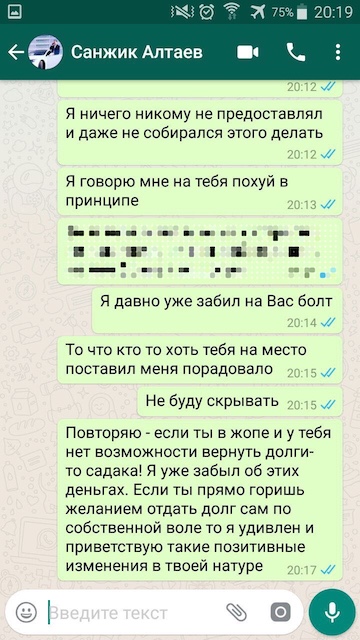 75% 20:19
Санжик Алтаев
20:12
Я ничего никому не предоставлял
и даже не собирался этого делать
20:12
Я говорю мне на тебя похуй в
принципе
20:13
Я давно уже забил на Вас болт
20:14
То что кто то хоть тебя на место
поставил меня порадовало
20:15
Не буду скрывать
20:15
Повторяю - если ты в жопе и у тебя
нет возможности вернуть долги-
то садака! Я уже забыл об этих
деньгах. Если ты прямо горишь
желанием отдать долг сам по
собственной воле то я удивлен и
приветствую такие позитивные
изменения в твоей натуре
20:17
Введите текст